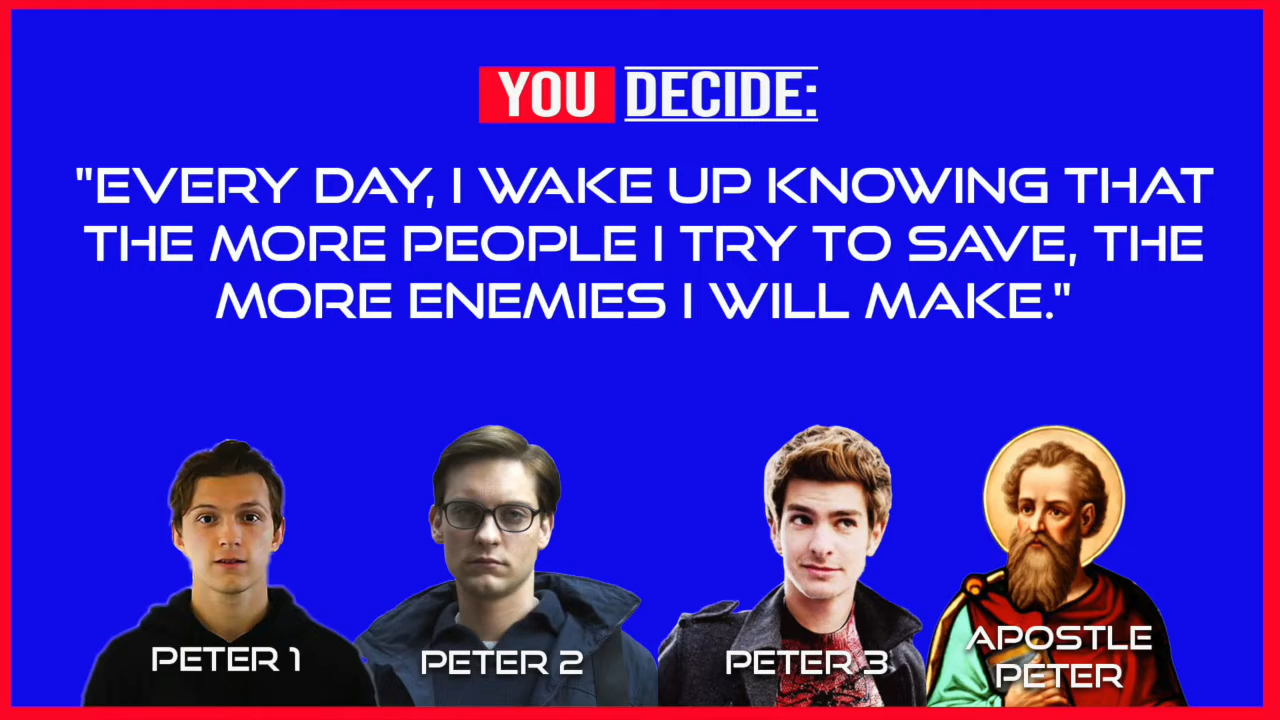 YOU DECIDE:
"EVERY DAY, I WAKE UP KNOWING THAT
THE MORE PEOPLE I TRY TO SAVE, THE
MORE ENEMIES I WILL MAKE."
PETER 1
PETER 2
PETER 3
APOSTLE
PETER